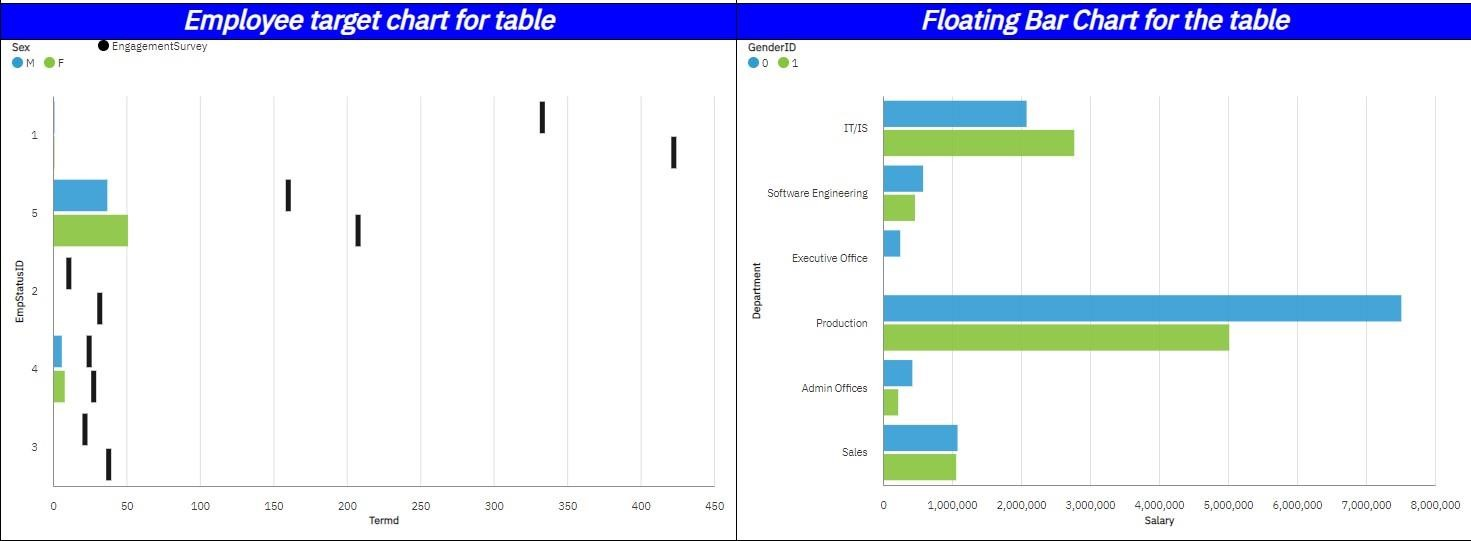 Employee target chart for table
Sex
EngagementSurvey
M F
1
5
2
4
3
EmpStatusID
0 50 100 150 200 250 300 350 400 450
Termd
Floating Bar Chart for the table
GenderID
0 1
IT/IS
Software Engineering
Executive Office
Production
Admin Offices
Sales
Department
0 1,000,000 2,000,000 3,000,000 4,000,000 5,000,000 6,000,000 7,000,000 8,000,000
Salary